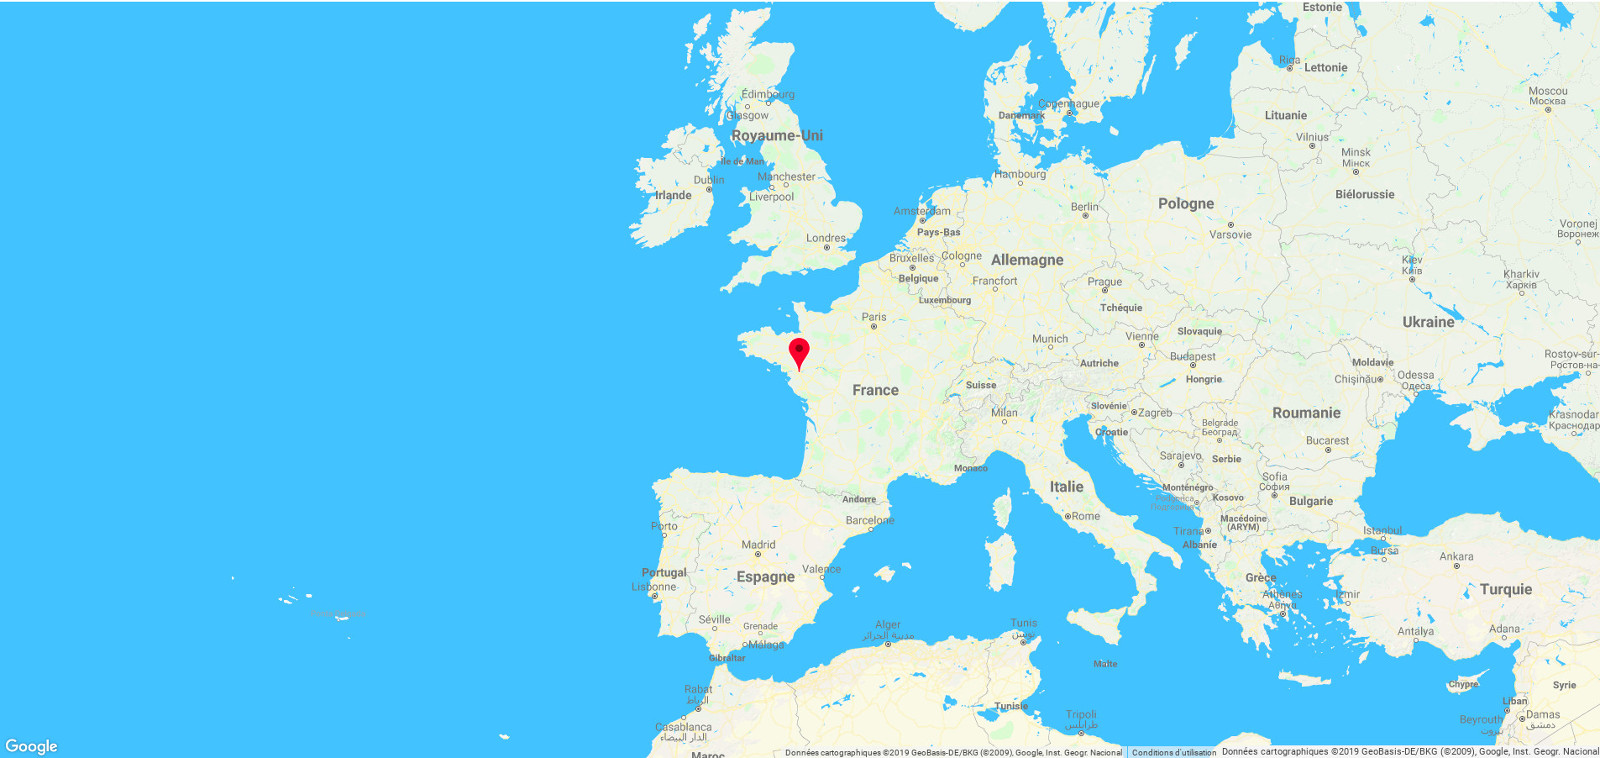 Estonie
Riga
Lettonie
Moscou
Москва
Édimbourg
Glasgow
Copenhague
Danemark
Lituanie
Royaume-Uni
Vilnius
Île de Man
Minsk
Мінск
Dublin
Manchester
Hambourg
Irlande
Liverpool
Biélorussie
Amsterdam
Berlin
Pologne
Voronej
Воронеж
Londres
Pays-Bas
Varsovie
Bruxelles
Cologne
Allemagne
Kiev
Київ
Belgique
Francfort
Prague
Kharkiv
Харків
Luxembourg
Tchéquie
Paris
Ukraine
Slovaquie
Munich
Vienne
Budapest
Rostov-sur-
Ростов-на-
Moldavie
Autriche
Chișinău
Odessa
Одеса
France
Suisse
Hongrie
Slovénie
Milan
Zagreb
Roumanie
Krasnodar
Краснодар
Belgrade
Београд
Croatie
Bucarest
Sarajevo
Serbie
Monaco
Sofia
София
Italie
Monténégro
Andorre
Kosovo
Bulgarie
Barcelone
Rome
Macédoine
(ARYM)
Porto
Tirana
Istanbul
Madrid
Albanie
Bursa
Ankara
Portugal
Espagne
Valence
Grèce
Lisbonne
Athènes
Αθήνα
Izmir
Turquie
Séville
Grenade
Alger
مدينة الجزائر
Tunis
تونس
Antalya
Adana
Málaga
Gibraltar
Malte
Chypre
Syrie
Rabat
الرباط
Tunisie
Liban
Casablanca
الدار البيضاء
Tripoli
طرابلس
Beyrouth
بيروت
Damas
دمشق
Maroc
Google
Données cartographiques ©2019 GeoBasis-DE/BKG (©2009), Google, Inst. Geogr. Nacional
Conditions d'utilisation
Données cartographiques ©2019 GeoBasis-DE/BKG (©2009), Google, Inst. Geogr. Nacional